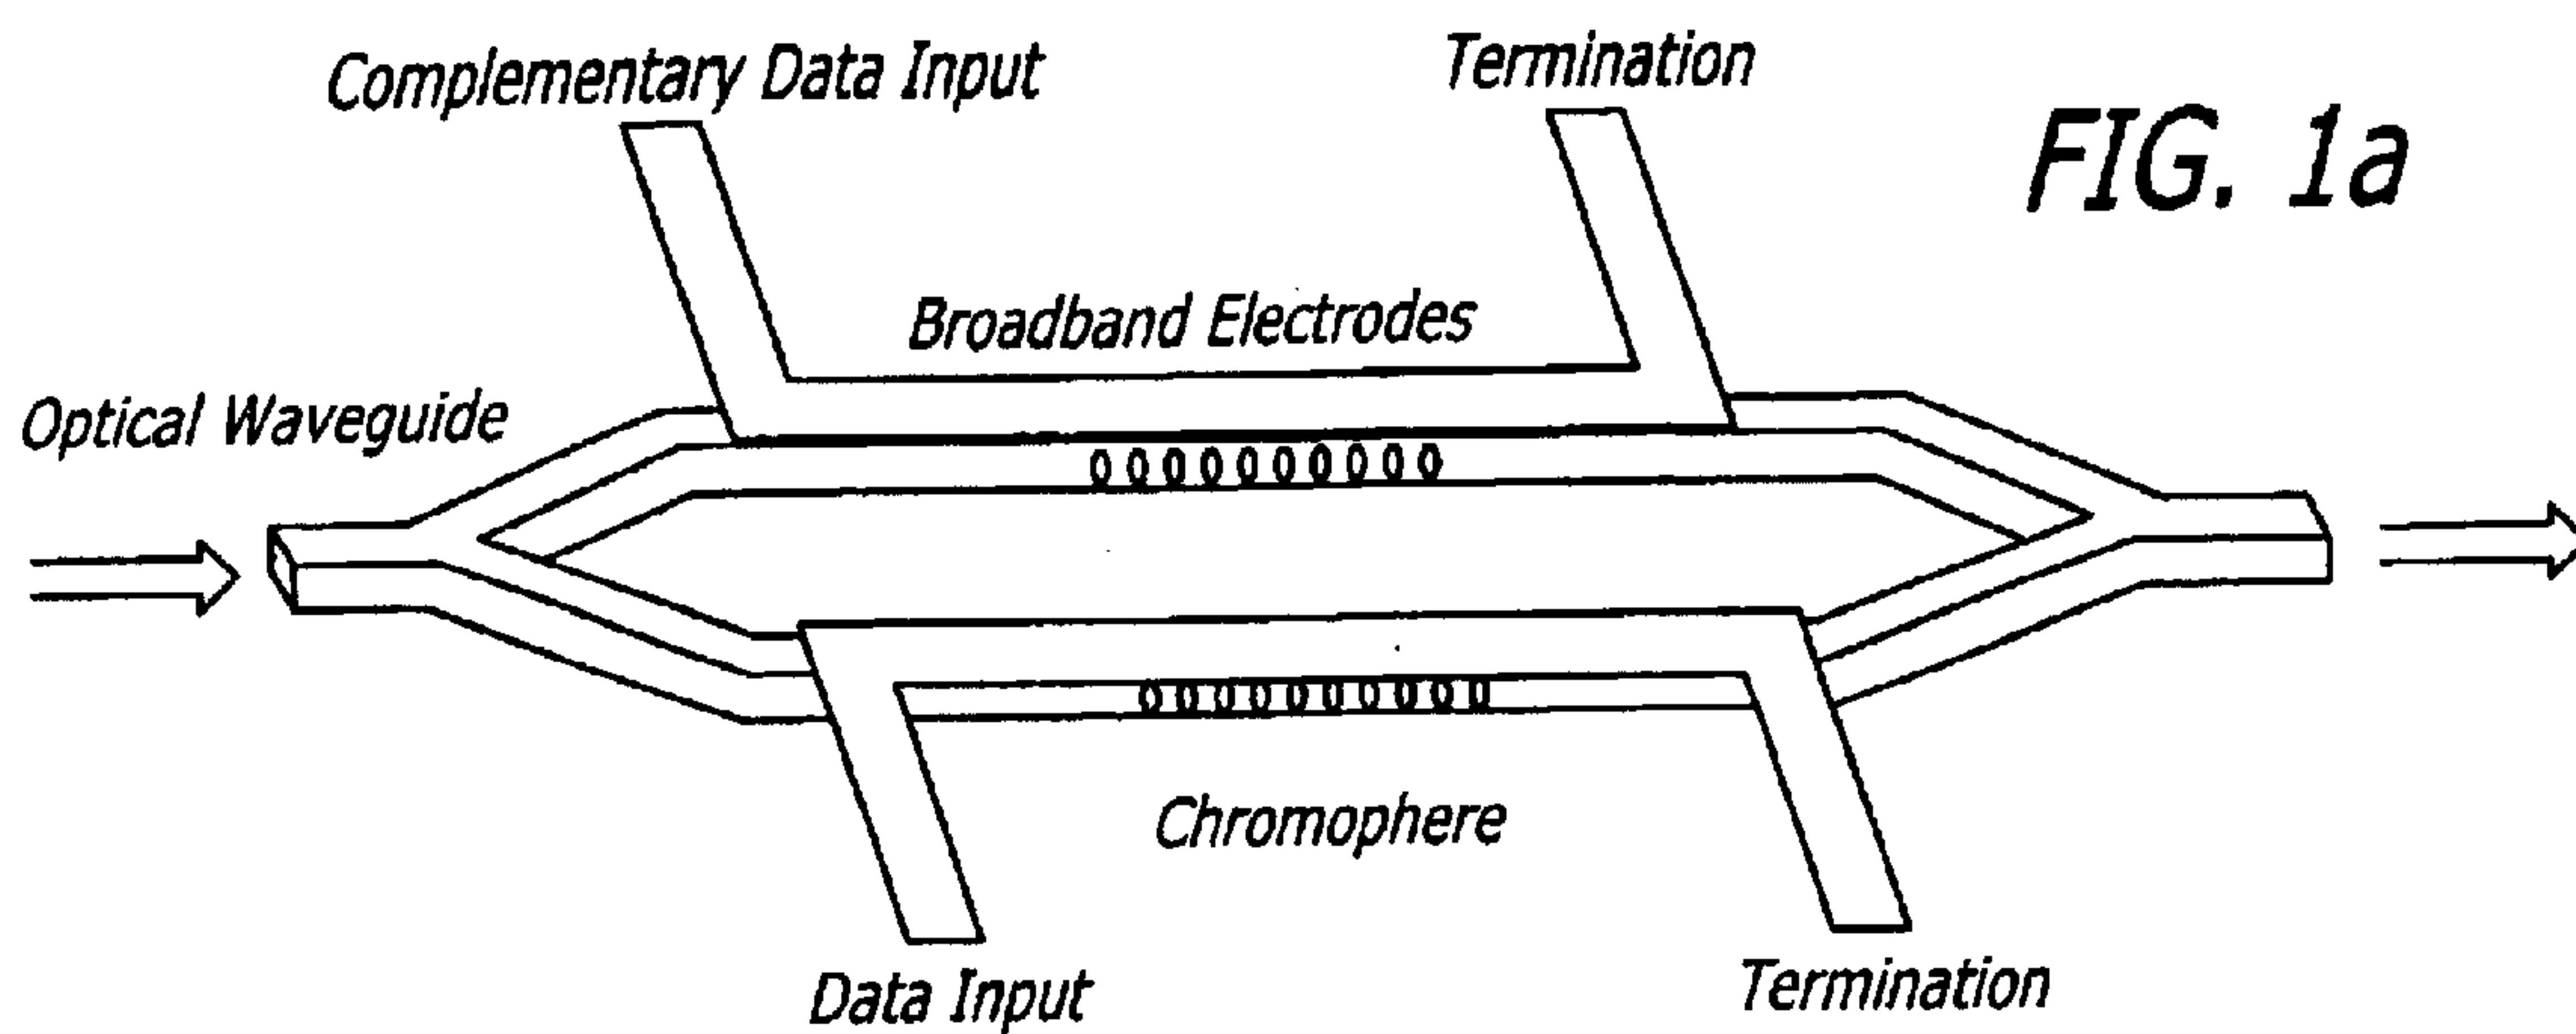 Complementary Data Input
Termination
FIG. 1a
Broadband Electrodes
Optical Waveguide
Chromophere
Data Input
Termination